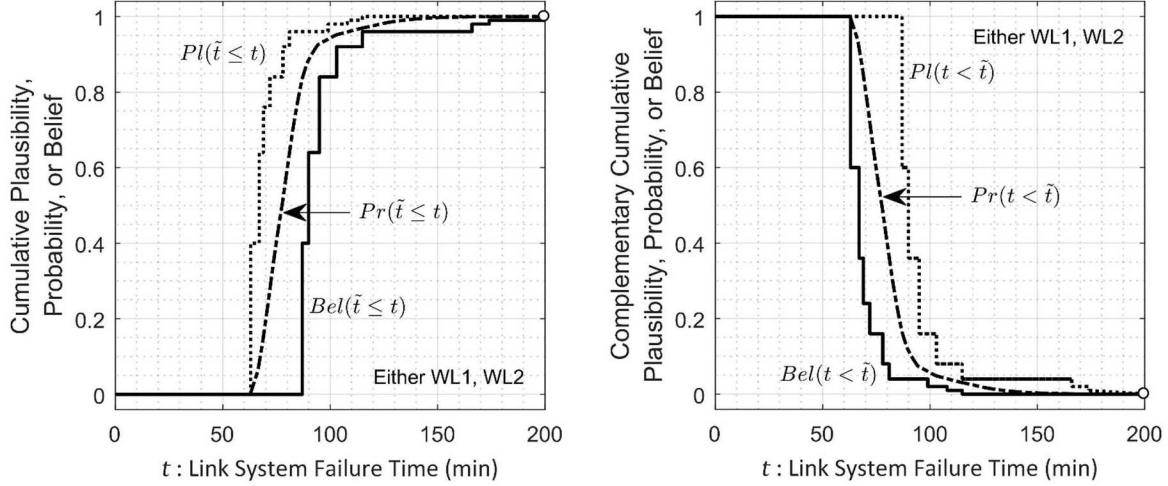 Cumulative Plausibility,
Probability, or Belief
1
0.8
0.6
0.4
0.2
0
0 50 100 150 200
t : Link System Failure Time (min)
Pl(t̃ ≤ t)
Pr(t̃ ≤ t)
Bel(t̃ ≤ t)
Either WL1, WL2
Complementary Cumulative
Plausibility, Probability, or Belief
1
0.8
0.6
0.4
0.2
0
0 50 100 150 200
t : Link System Failure Time (min)
Either WL1, WL2
Pl(t < t̃)
Pr(t < t̃)
Bel(t < t̃)